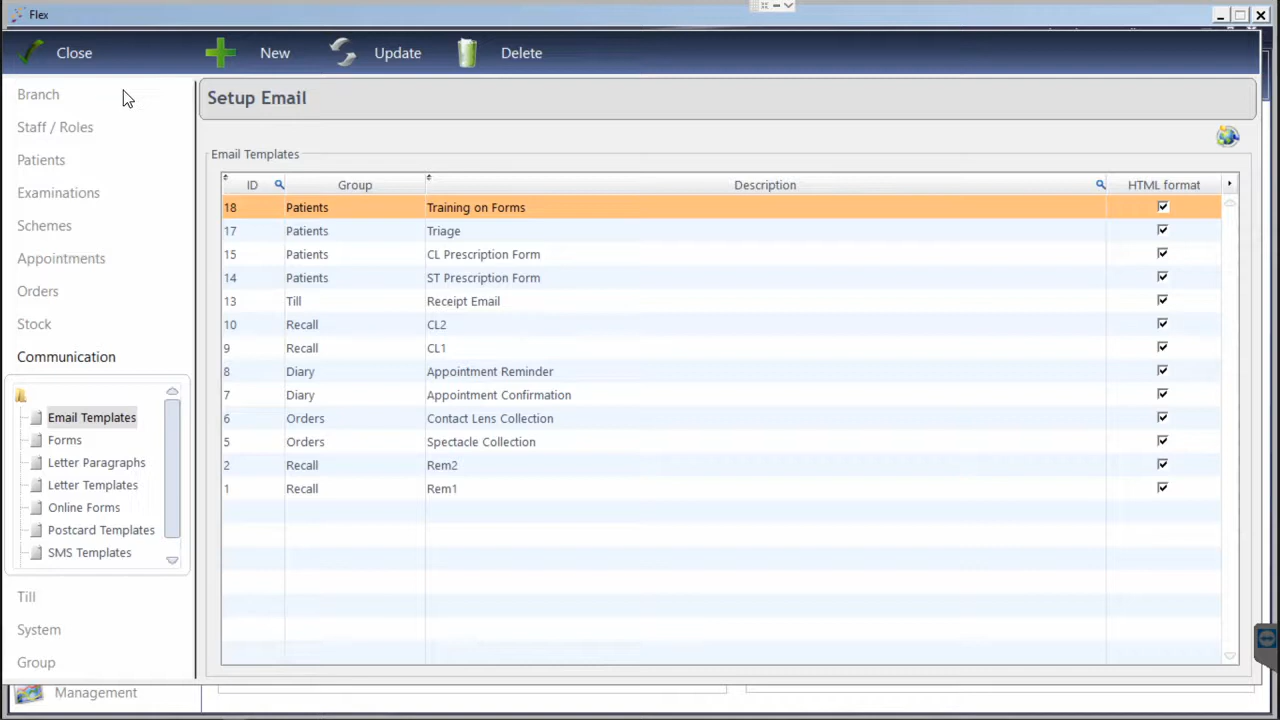 Flex
Close
New
Update
Delete
Branch
Staff / Roles
Patients
Examinations
Schemes
Appointments
Orders
Stock
Communication
Email Templates
Forms
Letter Paragraphs
Letter Templates
Online Forms
Postcard Templates
SMS Templates
Till
System
Group
Management
Setup Email
Email Templates
ID Group Description HTML format
18 Patients Training on Forms
17 Patients Triage
15 Patients CL Prescription Form
14 Patients ST Prescription Form
13 Till Receipt Email
10 Recall CL2
9 Recall CL1
8 Diary Appointment Reminder
7 Diary Appointment Confirmation
6 Orders Contact Lens Collection
5 Orders Spectacle Collection
2 Recall Rem2
1 Recall Rem1